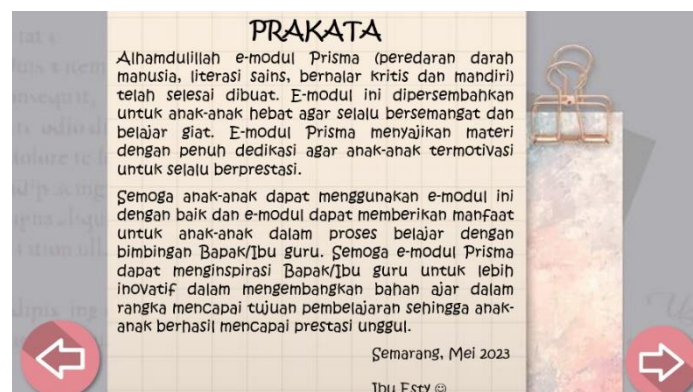 PRAKATA
Alhamdulillah e-modul Prisma (peredaran darah
manusia, literasi sains, bernalar kritis dan mandiri)
telah selesai dibuat. E-modul ini dipersembahkan
untuk anak-anak hebat agar selalu bersemangat dan
belajar giat. E-modul Prisma menyajikan materi
dengan penuh dedikasi agar anak-anak termotivasi
untuk selalu berprestasi.
Semoga anak-anak dapat menggunakan e-modul ini
dengan baik dan e-modul dapat memberikan manfaat
untuk anak-anak dalam proses belajar dengan
bimbingan Bapak/Ibu guru. Semoga e-modul Prisma
dapat menginspirasi Bapak/Ibu guru untuk lebih
inovatif dalam mengembangkan bahan ajar dalam
rangka mencapai tujuan pembelajaran sehingga anak-
anak berhasil mencapai prestasi unggul.
Semarang, Mei 2023
Ibu Esty ☺